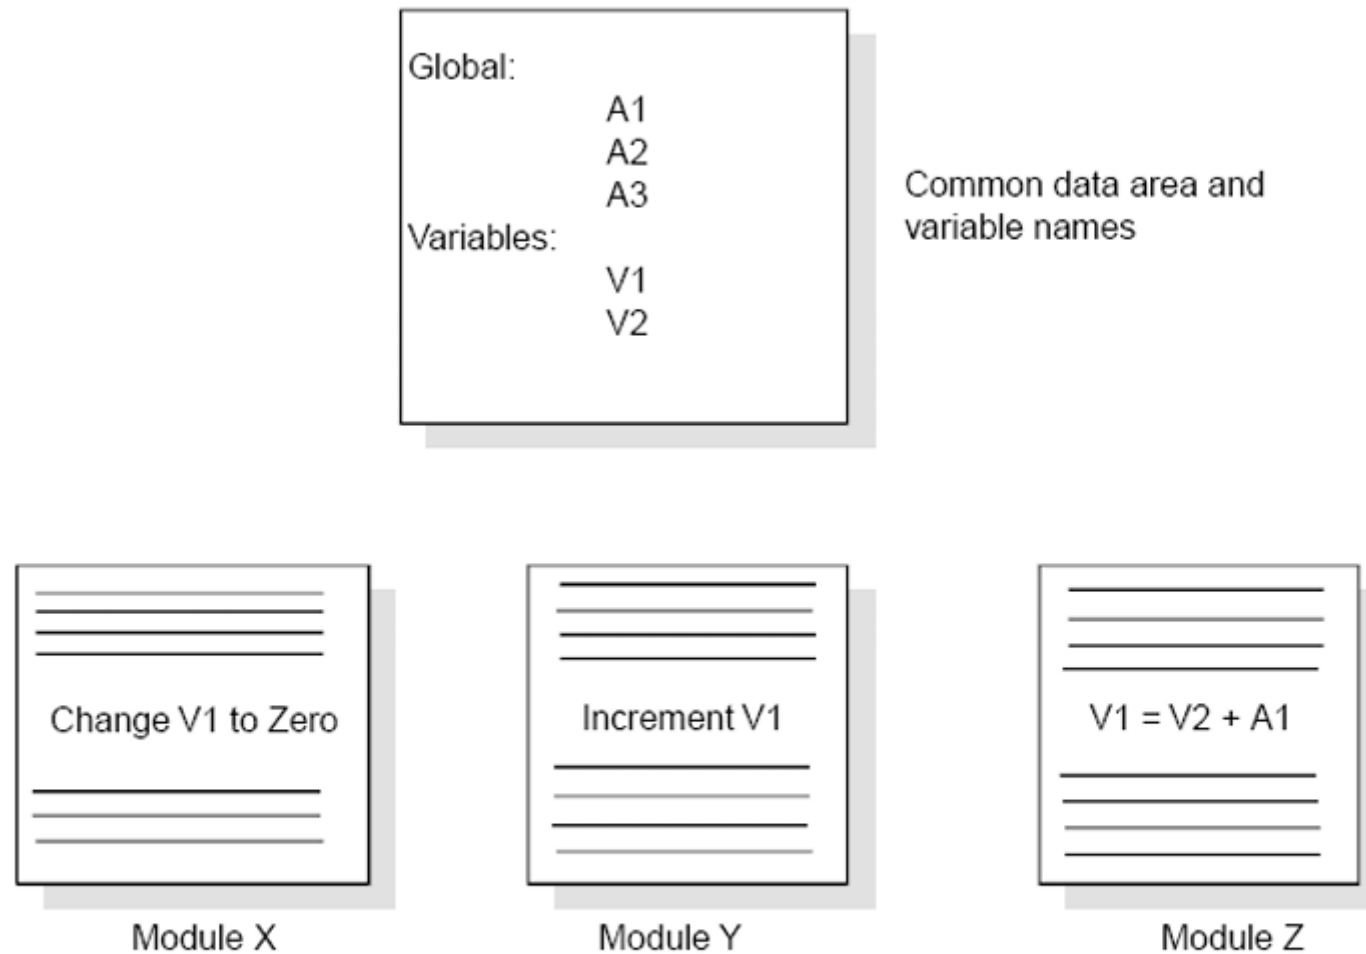 Global:
A1
A2
A3
Variables:
V1
V2
Common data area and
variable names
Change V1 to Zero
Increment V1
V1 = V2 + A1
Module X
Module Y
Module Z